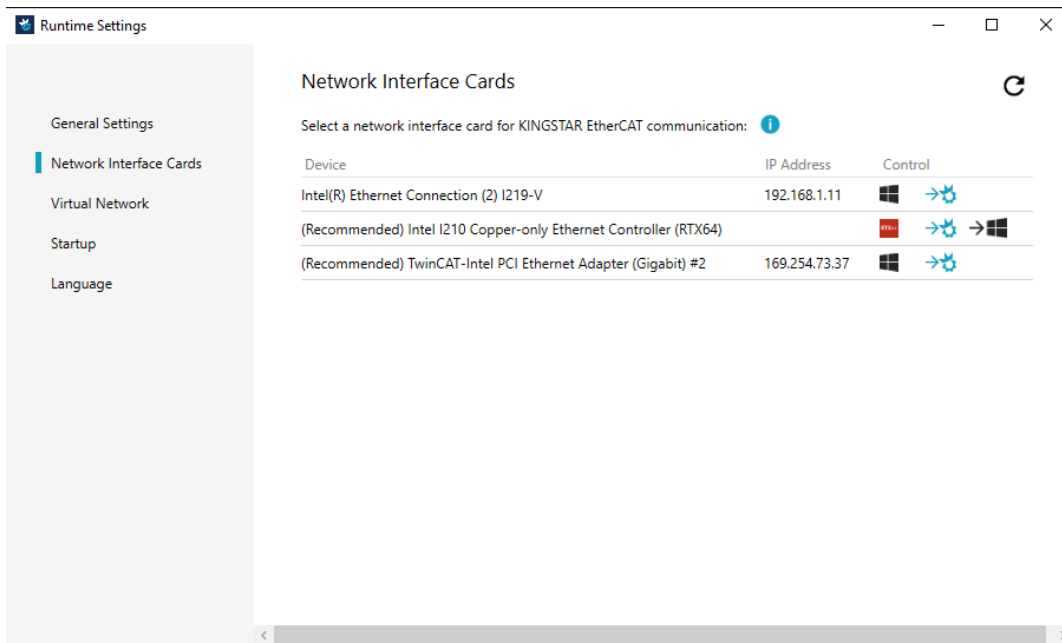 Runtime Settings
Network Interface Cards
General Settings
Select a network interface card for KINGSTAR EtherCAT communication:
Network Interface Cards
Device IP Address Control
Intel(R) Ethernet Connection (2) I219-V 192.168.1.11
Virtual Network
(Recommended) Intel I210 Copper-only Ethernet Controller (RTX64)
Startup
(Recommended) TwinCAT-Intel PCI Ethernet Adapter (Gigabit) #2 169.254.73.37
Language